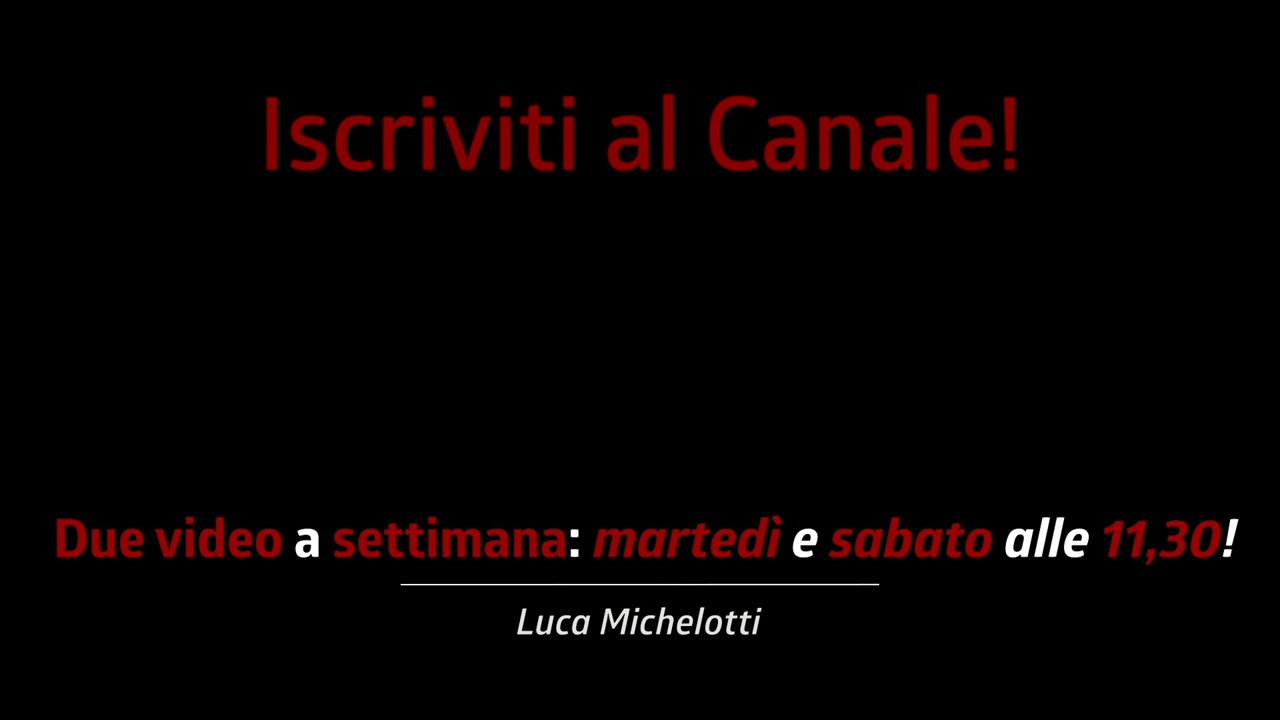 Iscriviti al Canale!
Due video a settimana: martedì e sabato alle 11,30!
Luca Michelotti